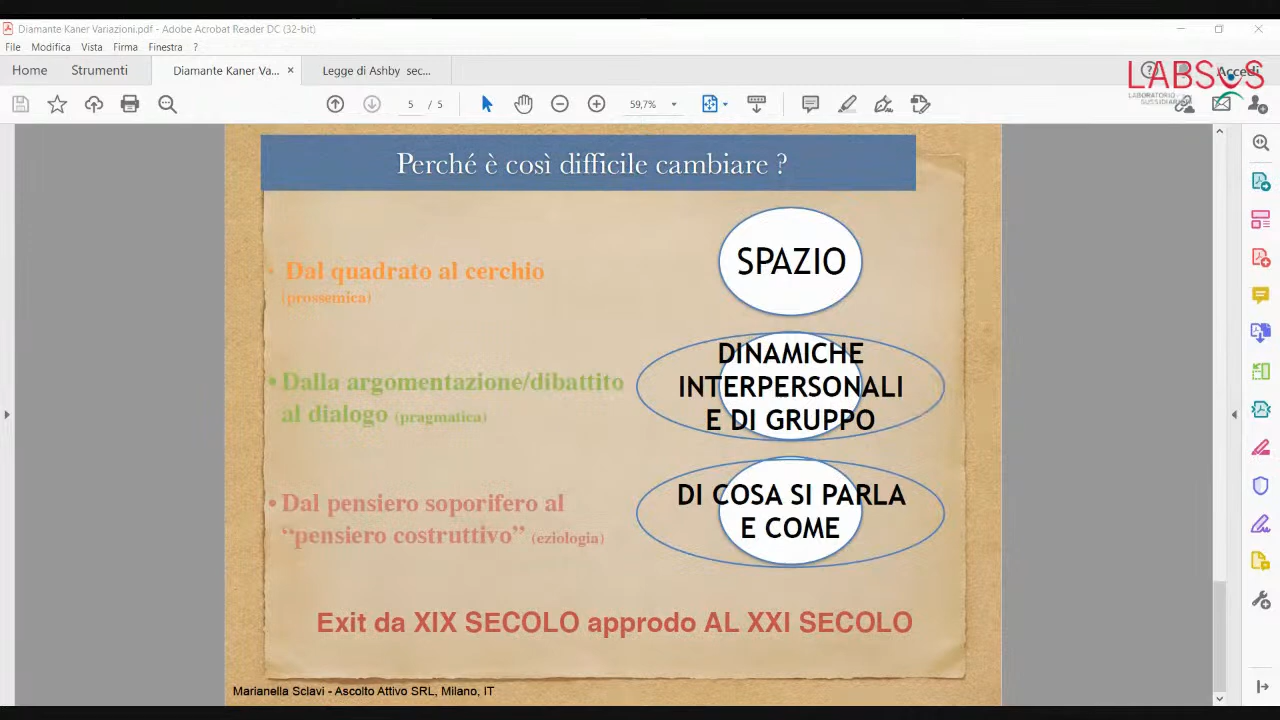 Diamante Kaner Variazioni.pdf - Adobe Acrobat Reader DC (32-bit)
File Modifica Vista Firma Finestra ?
Home Strumenti Diamante Kaner Va... × Legge di Ashby sec...
LABSUS
5 / 59,7%
Perché è così difficile cambiare ?
• Dal quadrato al cerchio
(prossemica)
SPAZIO
• Dalla argomentazione/dibattito
al dialogo (pragmatica)
DINAMICHE
INTERPERSONALI
E DI GRUPPO
• Dal pensiero soporifero al
“pensiero costruttivo” (eziologia)
DI COSA SI PARLA
E COME
Exit da XIX SECOLO approdo AL XXI SECOLO
Marianella Sclavi - Ascolto Attivo SRL, Milano, IT